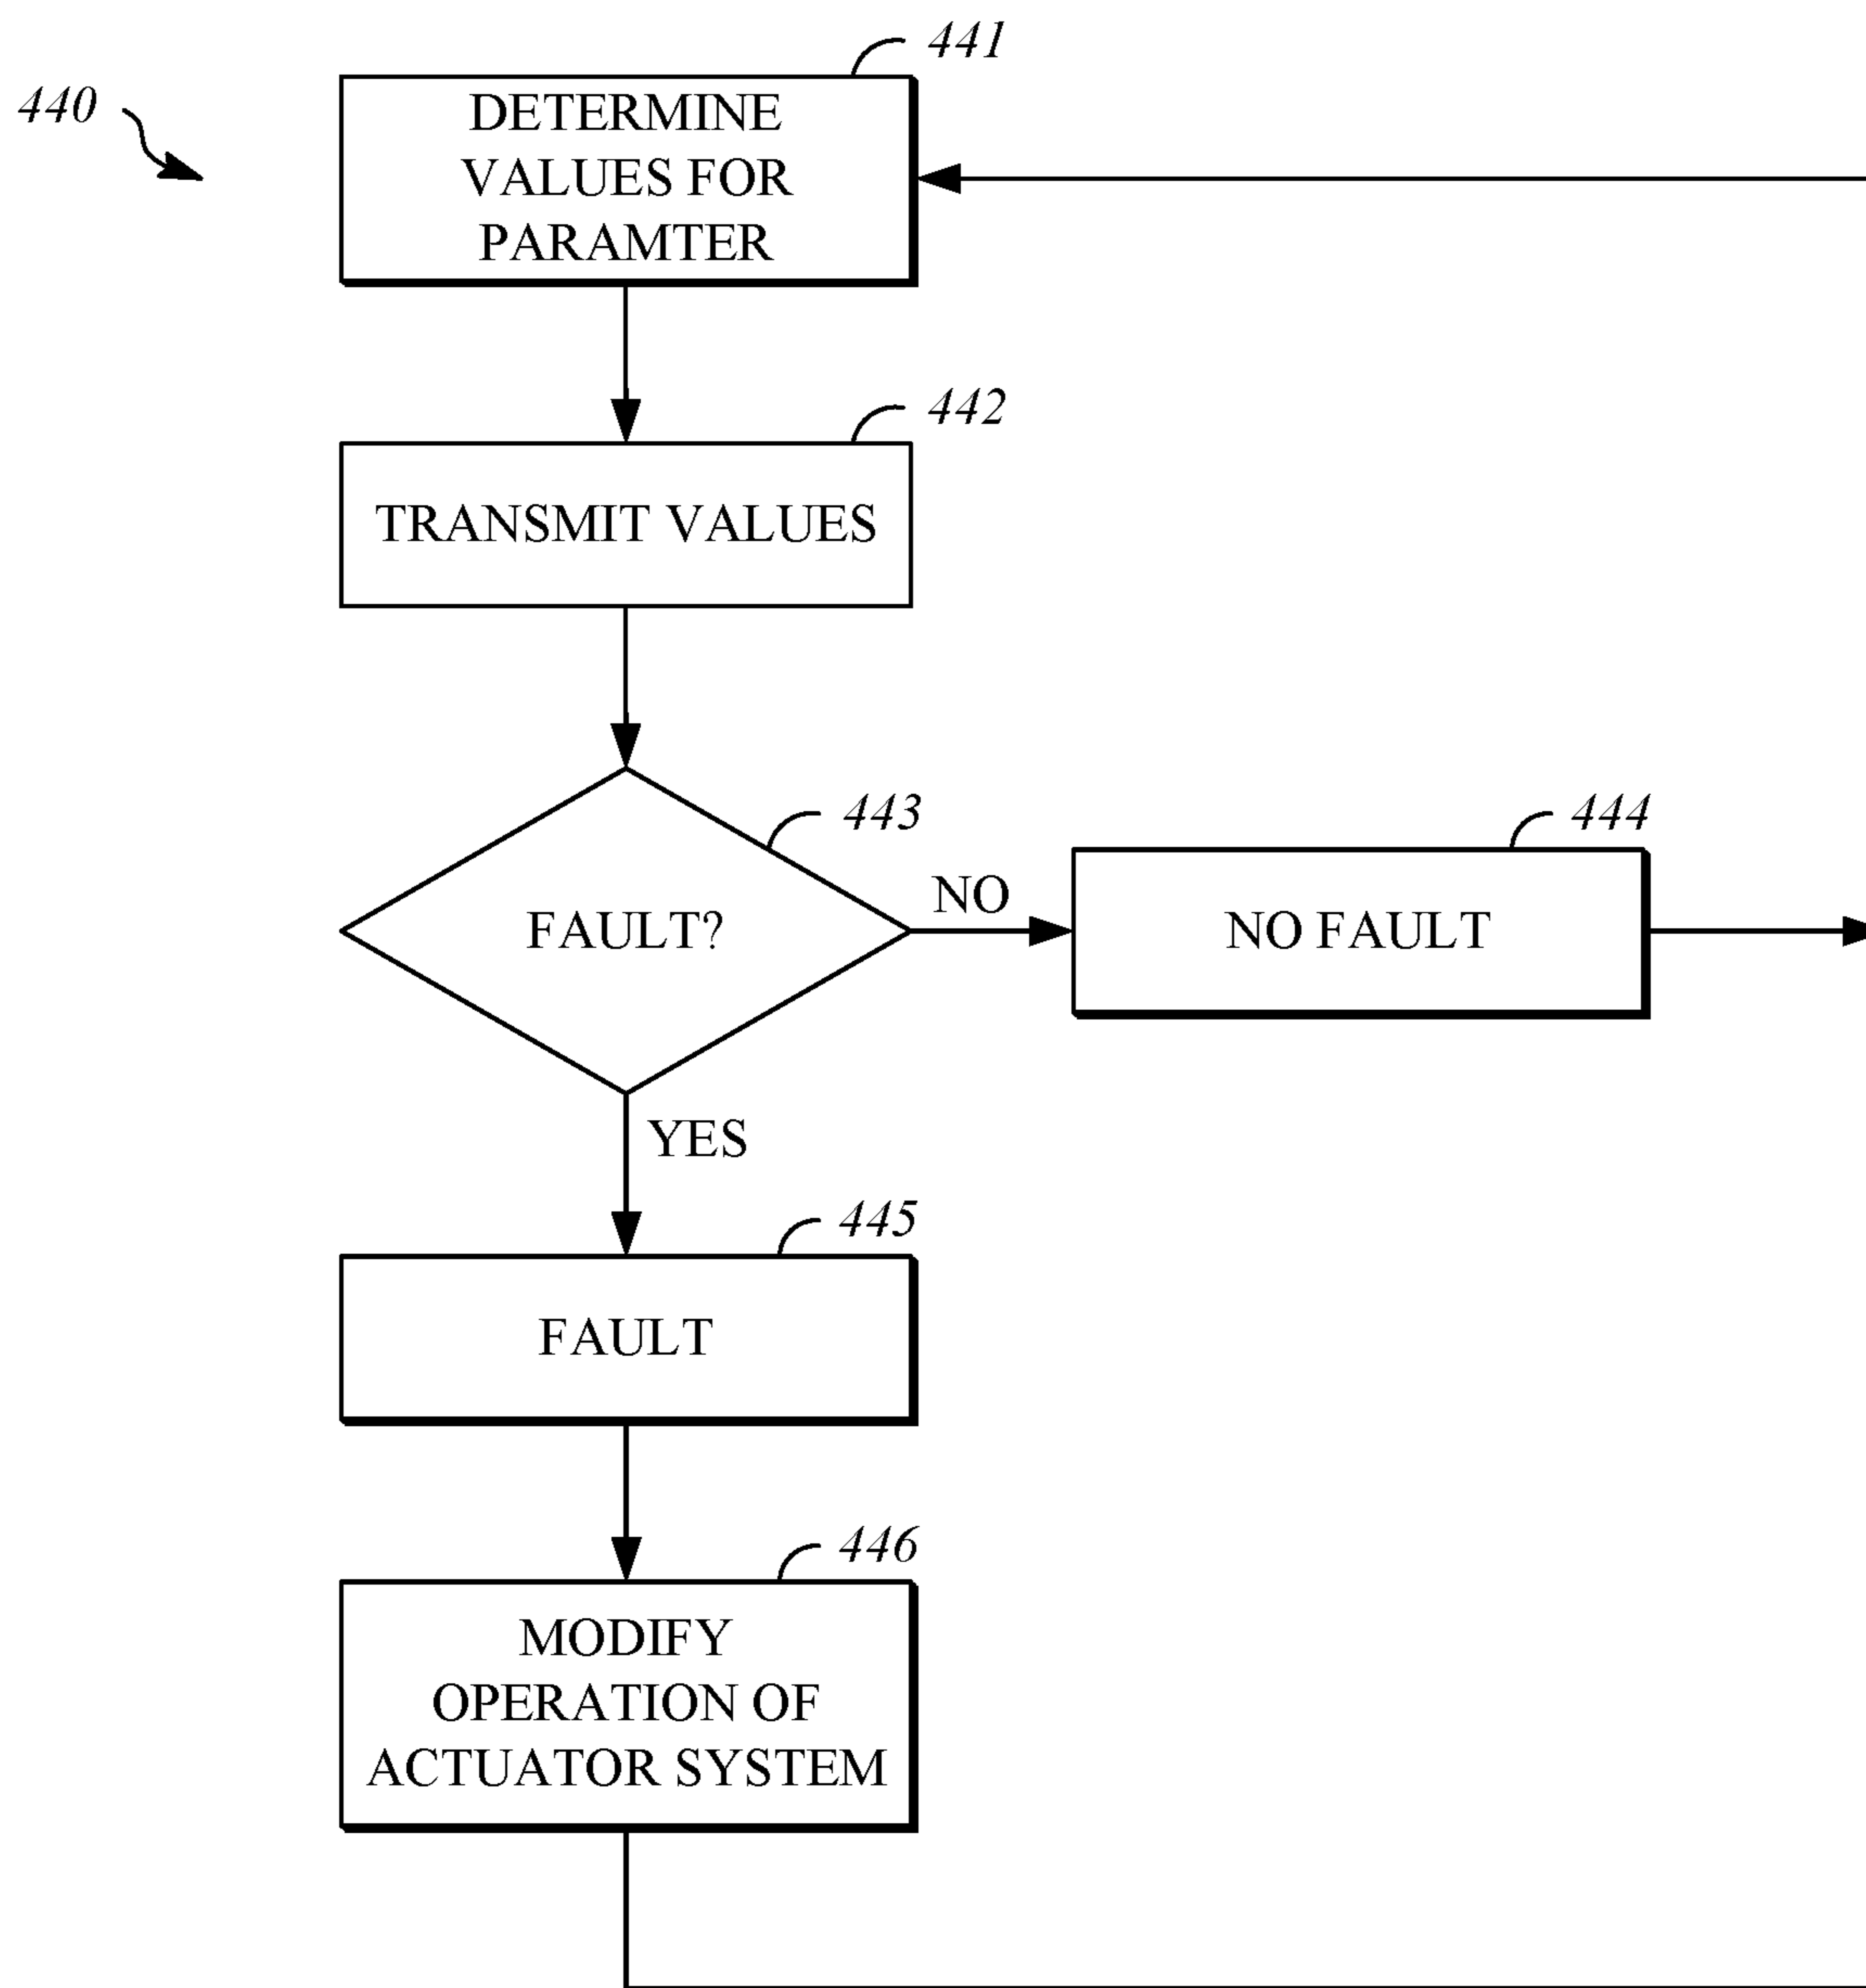 441
440
DETERMINE
VALUES FOR
PARAMTER
442
TRANSMIT VALUES
443
444
FAULT?
NO
NO FAULT
YES
445
FAULT
446
MODIFY
OPERATION OF
ACTUATOR SYSTEM